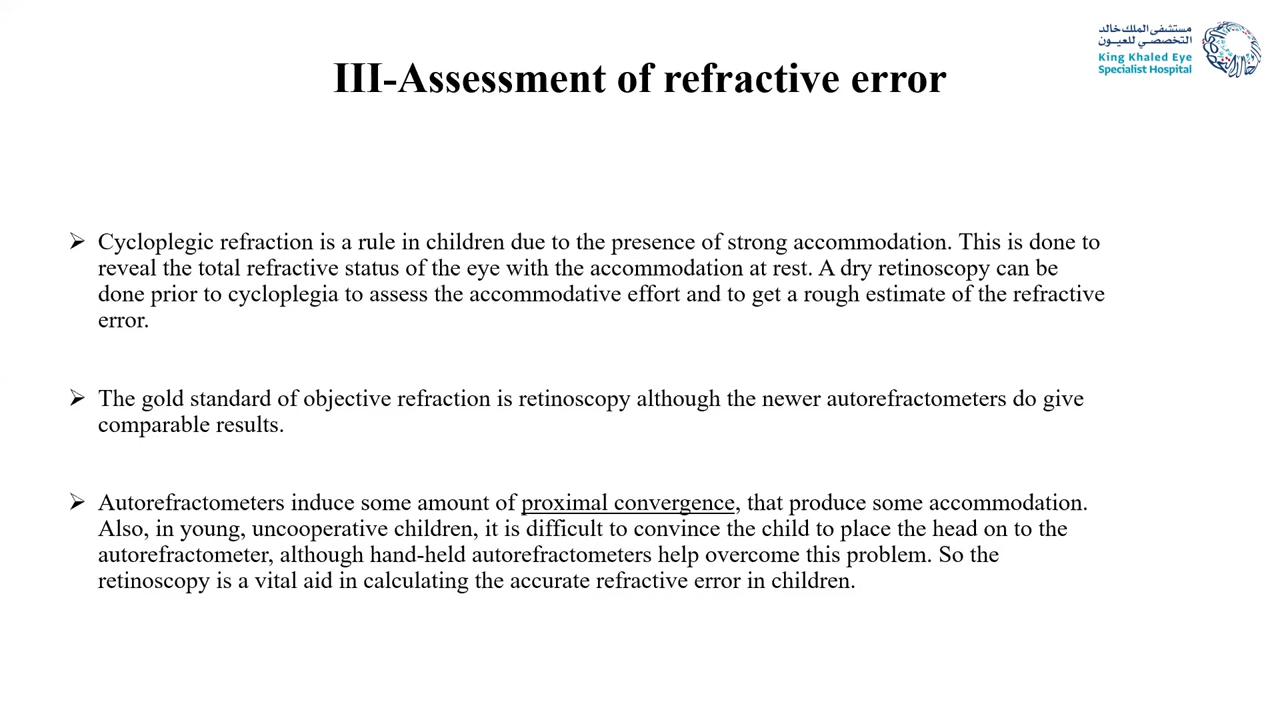 مستشفى الملك خالد
التخصصي للعيون
King Khaled Eye
Specialist Hospital
III-Assessment of refractive error
➢ Cycloplegic refraction is a rule in children due to the presence of strong accommodation. This is done to
reveal the total refractive status of the eye with the accommodation at rest. A dry retinoscopy can be
done prior to cycloplegia to assess the accommodative effort and to get a rough estimate of the refractive
error.
➢ The gold standard of objective refraction is retinoscopy although the newer autorefractometers do give
comparable results.
➢ Autorefractometers induce some amount of proximal convergence, that produce some accommodation.
Also, in young, uncooperative children, it is difficult to convince the child to place the head on to the
autorefractometer, although hand-held autorefractometers help overcome this problem. So the
retinoscopy is a vital aid in calculating the accurate refractive error in children.